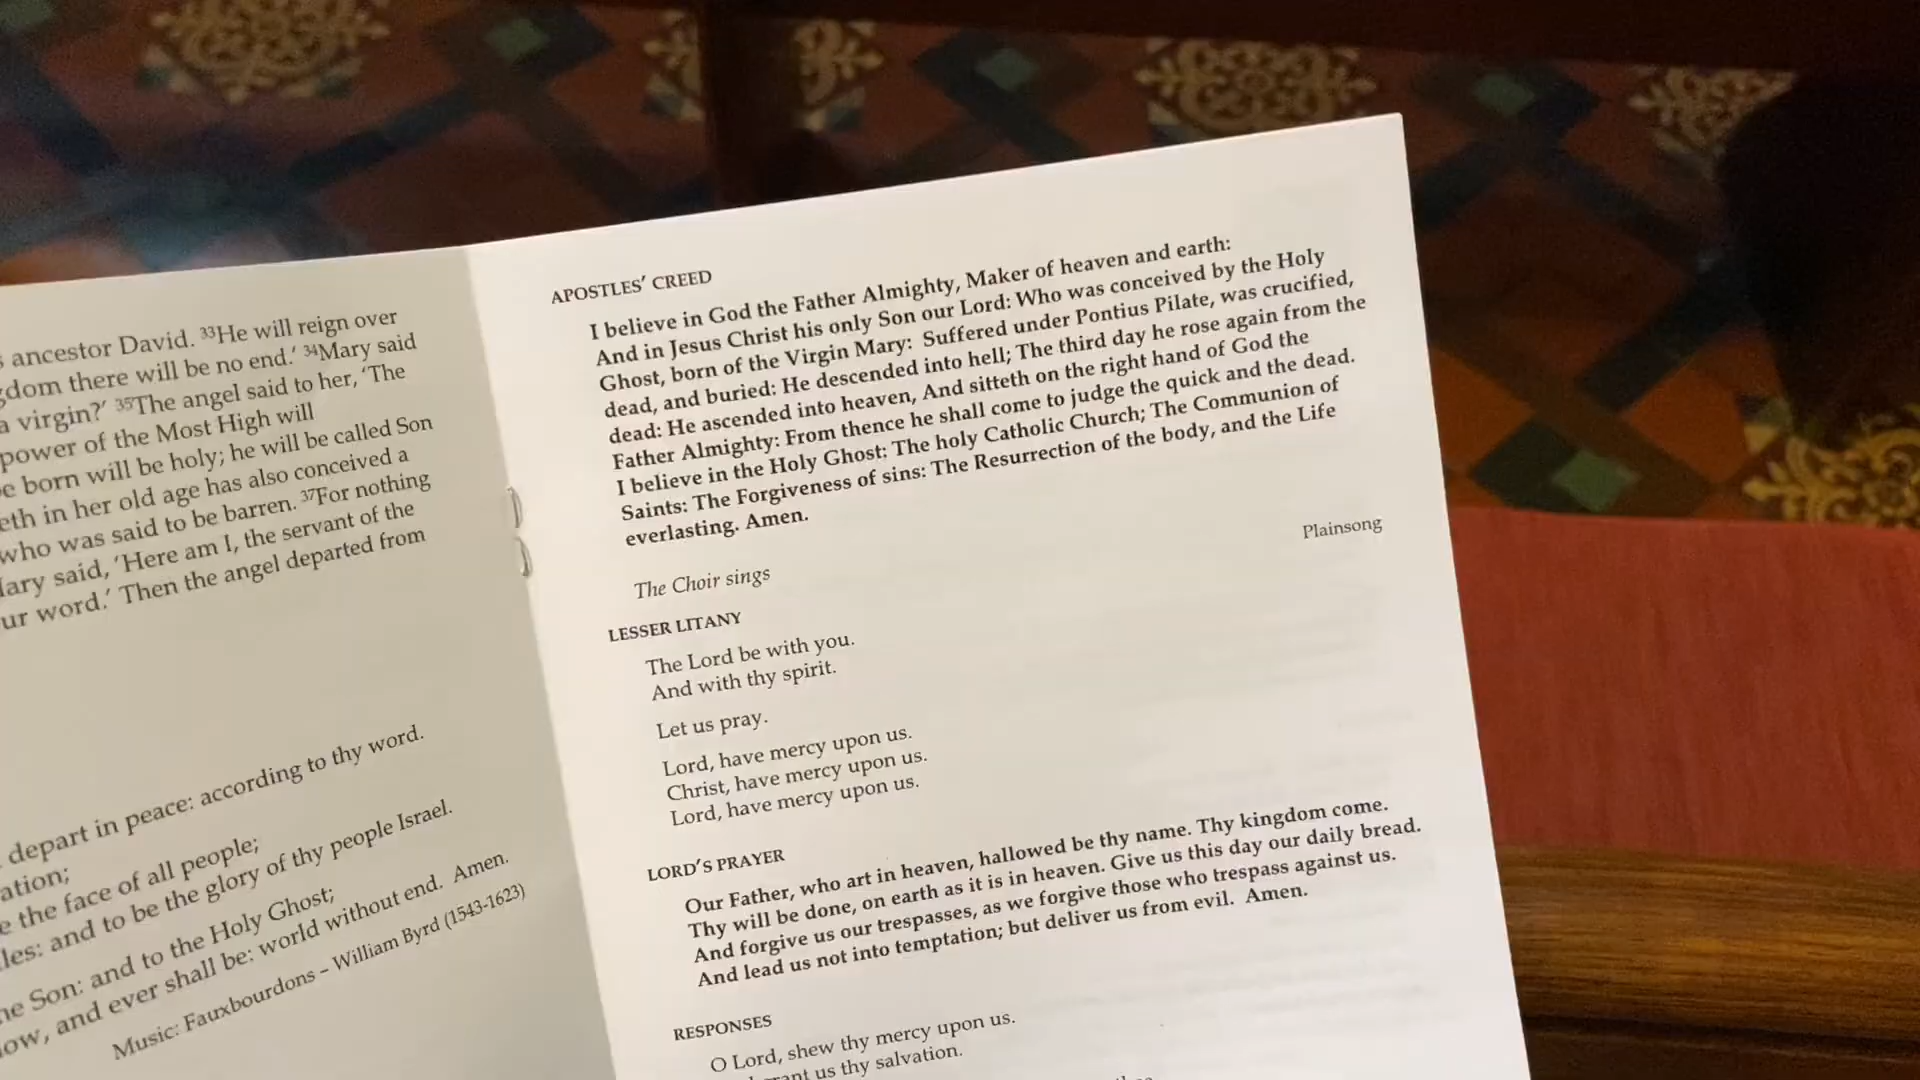 ancestor David. ³³He will reign over
there will be no end.' ³⁴Mary said
a virgin?' ³⁵The angel said to her, 'The
power of the Most High will
born will be holy; he will be called Son
in her old age has also conceived a
who was said to be barren. ³⁷For nothing
said, 'Here am I, the servant of the
word.' Then the angel departed from
depart in peace: according to thy word.
the face of all people;
and to be the glory of thy people Israel.
Son: and to the Holy Ghost;
and ever shall be: world without end. Amen.
Music: Fauxbourdons – William Byrd (1543-1623)
APOSTLES' CREED
I believe in God the Father Almighty, Maker of heaven and earth:
And in Jesus Christ his only Son our Lord: Who was conceived by the Holy
Ghost, born of the Virgin Mary: Suffered under Pontius Pilate, was crucified,
dead, and buried: He descended into hell; The third day he rose again from the
dead: He ascended into heaven, And sitteth on the right hand of God the
Father Almighty: From thence he shall come to judge the quick and the dead.
I believe in the Holy Ghost: The holy Catholic Church; The Communion of
Saints: The Forgiveness of sins: The Resurrection of the body, and the Life
everlasting. Amen.
Plainsong
The Choir sings
LESSER LITANY
The Lord be with you.
And with thy spirit.
Let us pray.
Lord, have mercy upon us.
Christ, have mercy upon us.
Lord, have mercy upon us.
LORD'S PRAYER
Our Father, who art in heaven, hallowed be thy name. Thy kingdom come.
Thy will be done, on earth as it is in heaven. Give us this day our daily bread.
And forgive us our trespasses, as we forgive those who trespass against us.
And lead us not into temptation; but deliver us from evil. Amen.
RESPONSES
O Lord, shew thy mercy upon us.
us thy salvation.